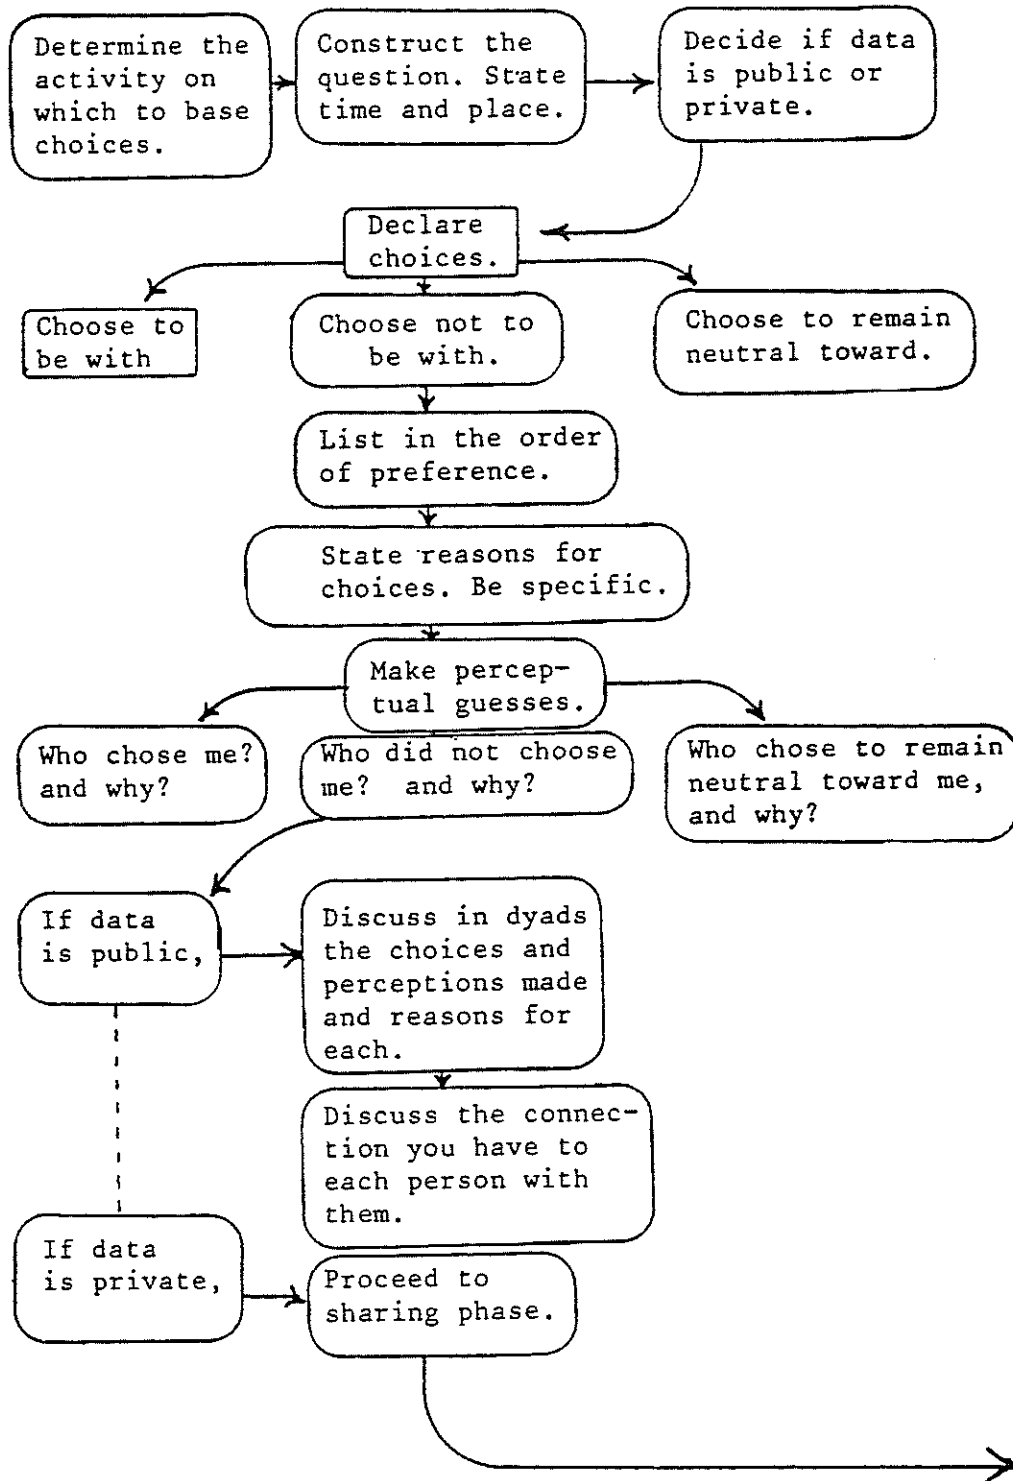 Determine the
activity on
which to base
choices.
Construct the
question. State
time and place.
Decide if data
is public or
private.
Declare
choices.
Choose to
be with
Choose not to
be with.
Choose to remain
neutral toward.
List in the order
of preference.
State reasons for
choices. Be specific.
Make percep-
tual guesses.
Who chose me?
and why?
Who did not choose
me? and why?
Who chose to remain
neutral toward me,
and why?
If data
is public,
Discuss in dyads
the choices and
perceptions made
and reasons for
each.
Discuss the connec-
tion you have to
each person with
them.
If data
is private,
Proceed to
sharing phase.